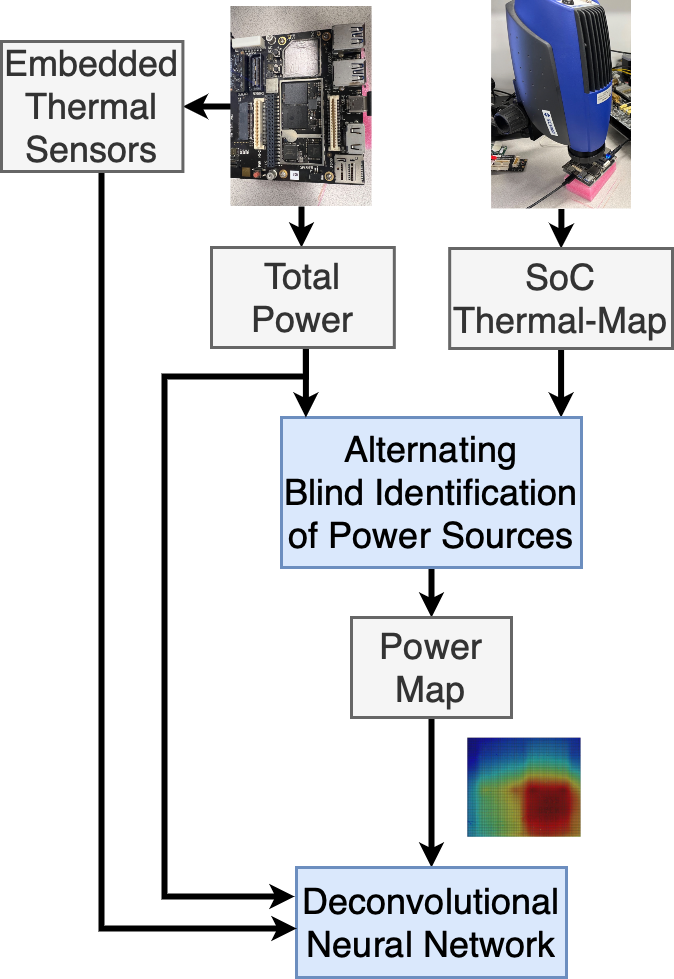 Embedded
Thermal
Sensors
Total
Power
SoC
Thermal-Map
Alternating
Blind Identification
of Power Sources
Power
Map
Deconvolutional
Neural Network